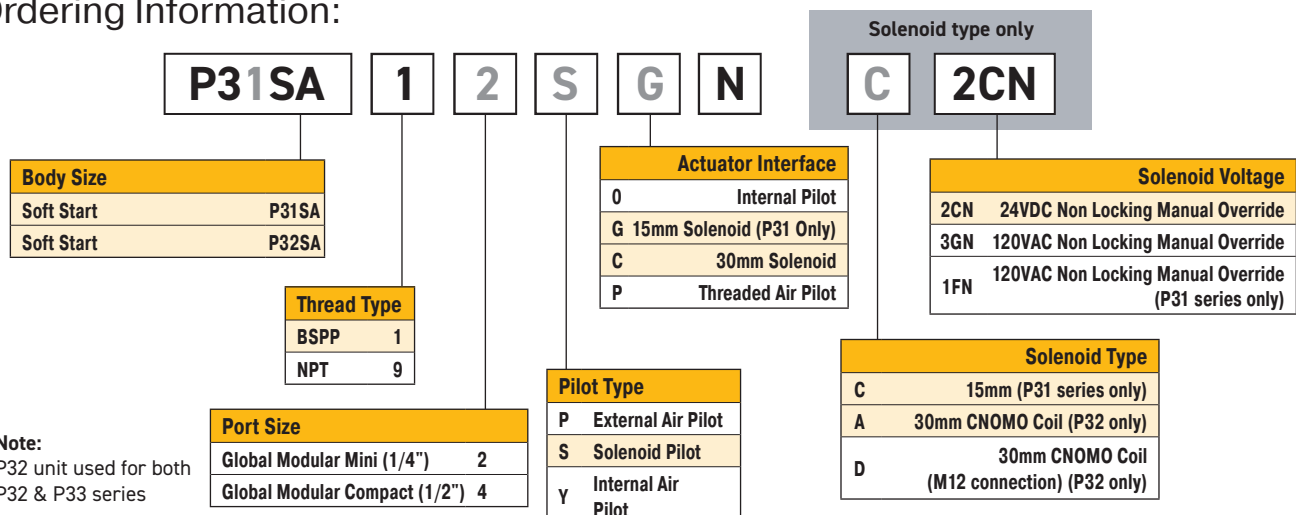 Ordering Information:
Solenoid type only
P31SA 1 2 S G N C 2CN
Body Size
Soft Start P31SA
Soft Start P32SA
Thread Type
BSPP 1
NPT 9
Port Size
Global Modular Mini (1/4") 2
Global Modular Compact (1/2") 4
Pilot Type
P External Air Pilot
S Solenoid Pilot
Y Internal Air
Pilot
Actuator Interface
0 Internal Pilot
G 15mm Solenoid (P31 Only)
C 30mm Solenoid
P Threaded Air Pilot
Solenoid Type
C 15mm (P31 series only)
A 30mm CNOMO Coil (P32 only)
D 30mm CNOMO Coil
(M12 connection) (P32 only)
Solenoid Voltage
2CN 24VDC Non Locking Manual Override
3GN 120VAC Non Locking Manual Override
1FN 120VAC Non Locking Manual Override
(P31 series only)
Note:
P32 unit used for both
P32 & P33 series